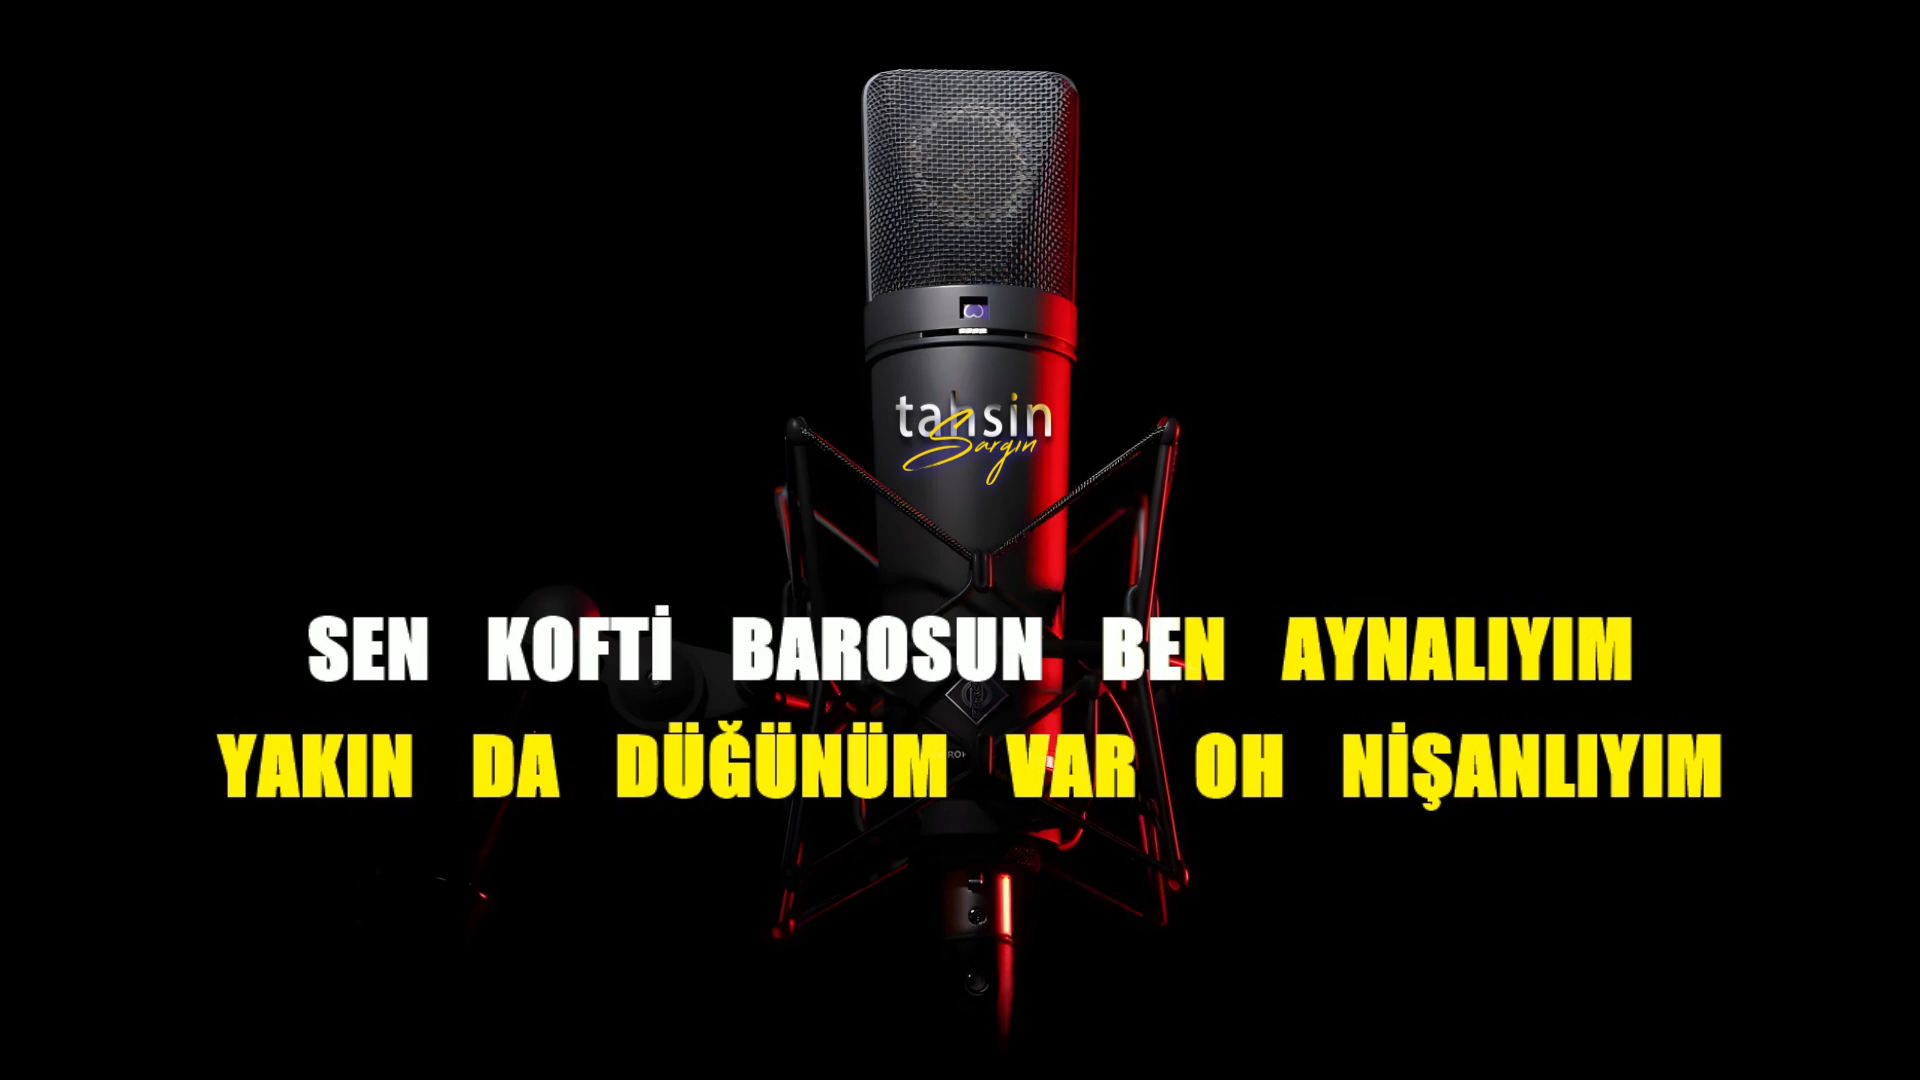 tahsin
Sargın
SEN KOFTİ BAROSUN BEN AYNALIYIM
YAKIN DA DÜĞÜNÜM VAR OH NİŞANLIYIM